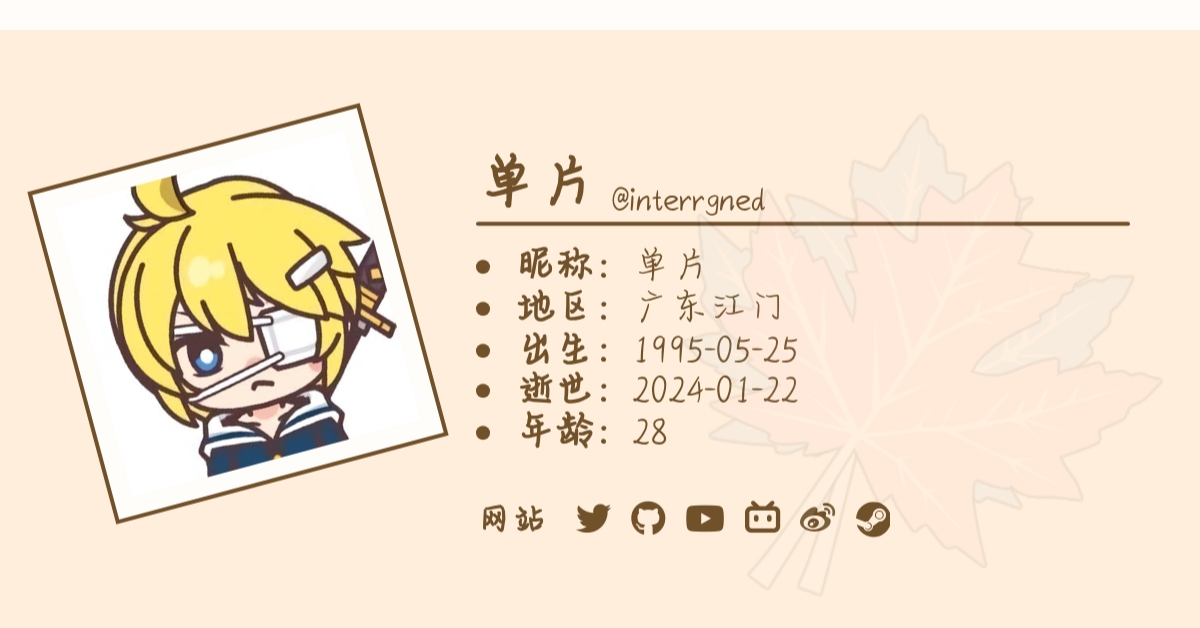 单片 @interrgned
昵称：单片
地区：广东江门
出生：1995-05-25
逝世：2024-01-22
年龄：28
网站